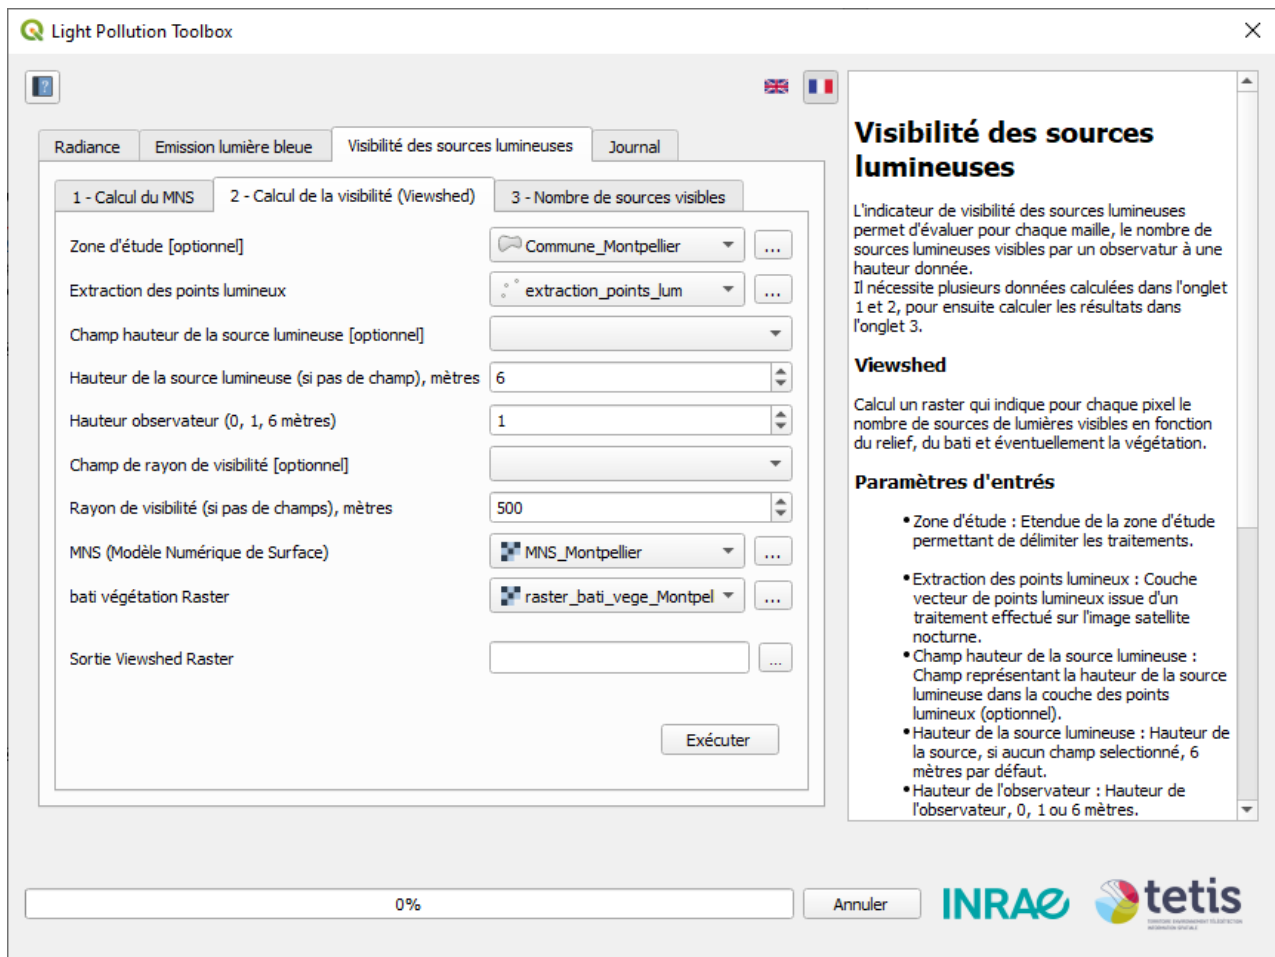 Light Pollution Toolbox
Radiance
Emission lumière bleue
Visibilité des sources lumineuses
Journal
1 - Calcul du MNS
2 - Calcul de la visibilité (Viewshed)
3 - Nombre de sources visibles
Zone d'étude [optionnel]
Commune_Montpellier
...
Extraction des points lumineux
extraction_points_lum
...
Champ hauteur de la source lumineuse [optionnel]
Hauteur de la source lumineuse (si pas de champ), mètres
6
Hauteur observateur (0, 1, 6 mètres)
1
Champ de rayon de visibilité [optionnel]
Rayon de visibilité (si pas de champs), mètres
500
MNS (Modèle Numérique de Surface)
MNS_Montpellier
...
bati végétation Raster
raster_bati_vege_Montpel
...
Sortie Viewshed Raster
...
Exécuter
Visibilité des sources
lumineuses
L'indicateur de visibilité des sources lumineuses
permet d'évaluer pour chaque maille, le nombre de
sources lumineuses visibles par un observatur à une
hauteur donnée.
Il nécessite plusieurs données calculées dans l'onglet
1 et 2, pour ensuite calculer les résultats dans
l'onglet 3.
Viewshed
Calcul un raster qui indique pour chaque pixel le
nombre de sources de lumières visibles en fonction
du relief, du bati et éventuellement la végétation.
Paramètres d'entrés
• Zone d'étude : Etendue de la zone d'étude
permettant de délimiter les traitements.
• Extraction des points lumineux : Couche
vecteur de points lumineux issue d'un
traitement effectué sur l'image satellite
nocturne.
• Champ hauteur de la source lumineuse :
Champ représentant la hauteur de la source
lumineuse dans la couche des points
lumineux (optionnel).
• Hauteur de la source lumineuse : Hauteur de
la source, si aucun champ selectionné, 6
mètres par défaut.
• Hauteur de l'observateur : Hauteur de
l'observateur, 0, 1 ou 6 mètres.
0%
Annuler
INRAE
tetis
TERRITOIRE ENVIRONNEMENT TÉLÉDÉTECTION
INFORMATION SPATIALE